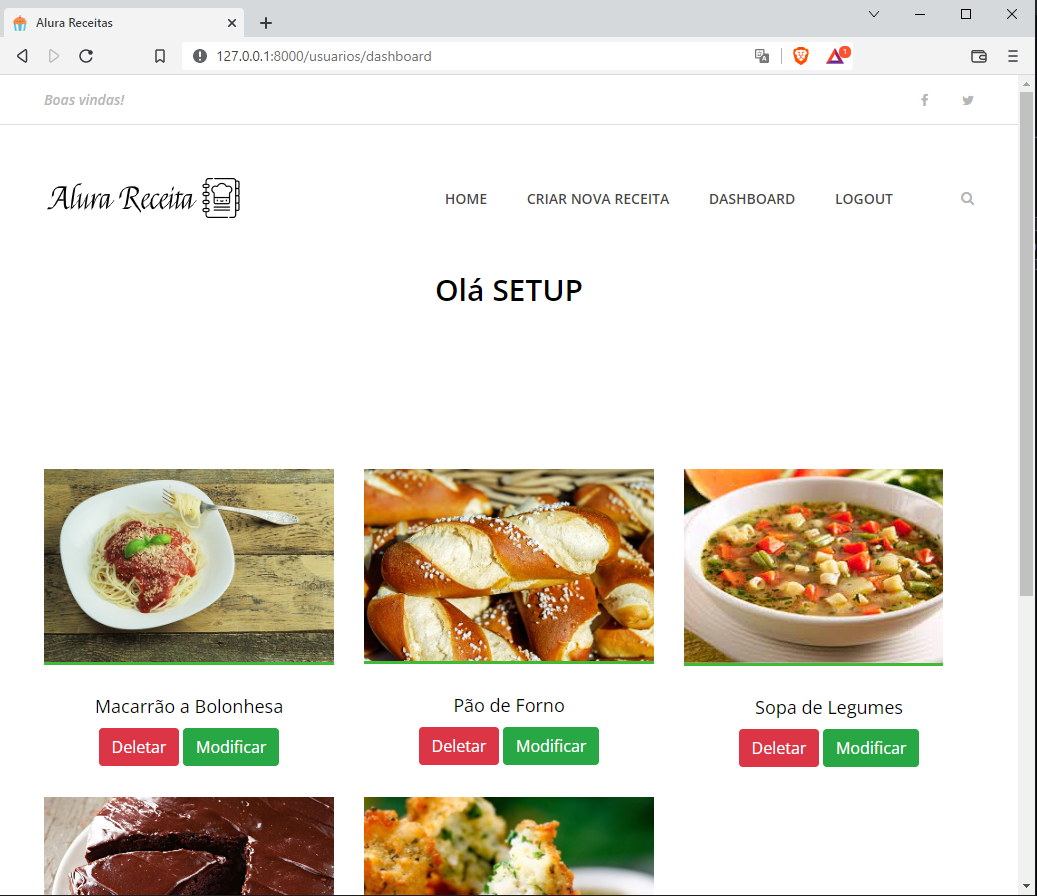 Alura Receitas
127.0.0.1:8000/usuarios/dashboard
1
Boas vindas!
Alura Receita
HOME CRIAR NOVA RECEITA DASHBOARD LOGOUT
Olá SETUP
Macarrão a Bolonhesa
Deletar Modificar
Pão de Forno
Deletar Modificar
Sopa de Legumes
Deletar Modificar